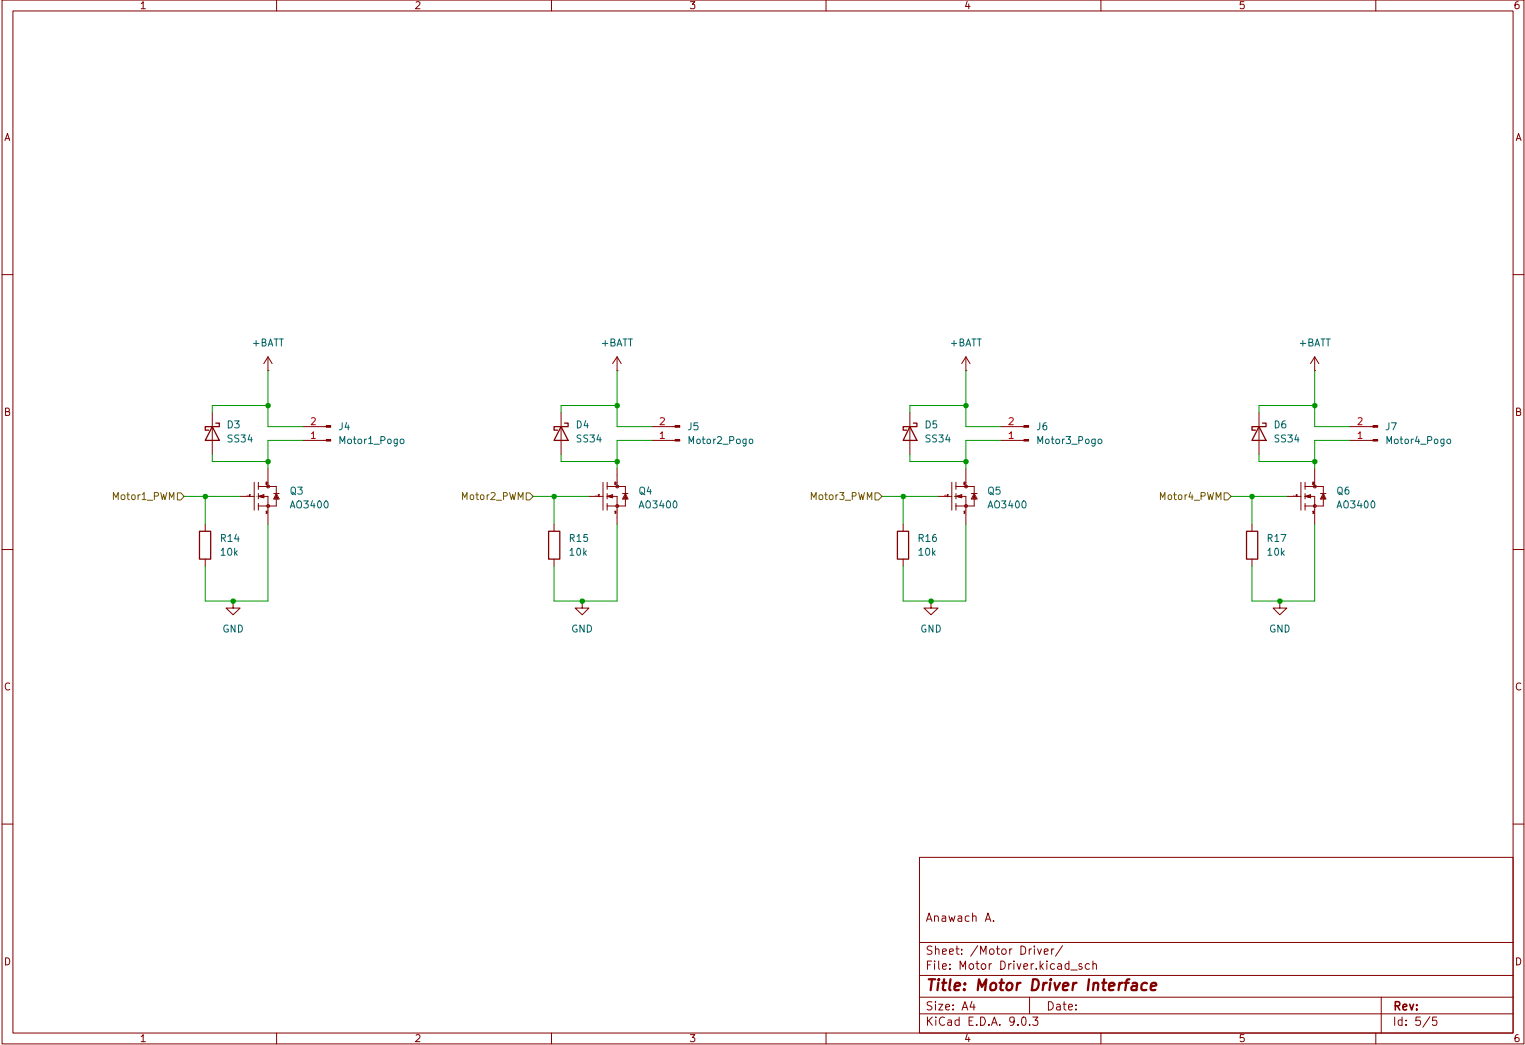 1 2 3 4 5 6
A A
+BATT +BATT +BATT +BATT
B B
D3 2 J4 D4 2 J5 D5 2 J6 D6 2 J7
SS34 1 Motor1_Pogo SS34 1 Motor2_Pogo SS34 1 Motor3_Pogo SS34 1 Motor4_Pogo
Motor1_PWM Q3 Motor2_PWM Q4 Motor3_PWM Q5 Motor4_PWM Q6
AO3400 AO3400 AO3400 AO3400
R14 R15 R16 R17
10k 10k 10k 10k
GND GND GND GND
C C
Anawach A.
Sheet: /Motor Driver/
D D
File: Motor Driver.kicad_sch
Title: Motor Driver Interface
Size: A4 Date: Rev:
KiCad E.D.A. 9.0.3 Id: 5/5
1 2 3 4 5 6